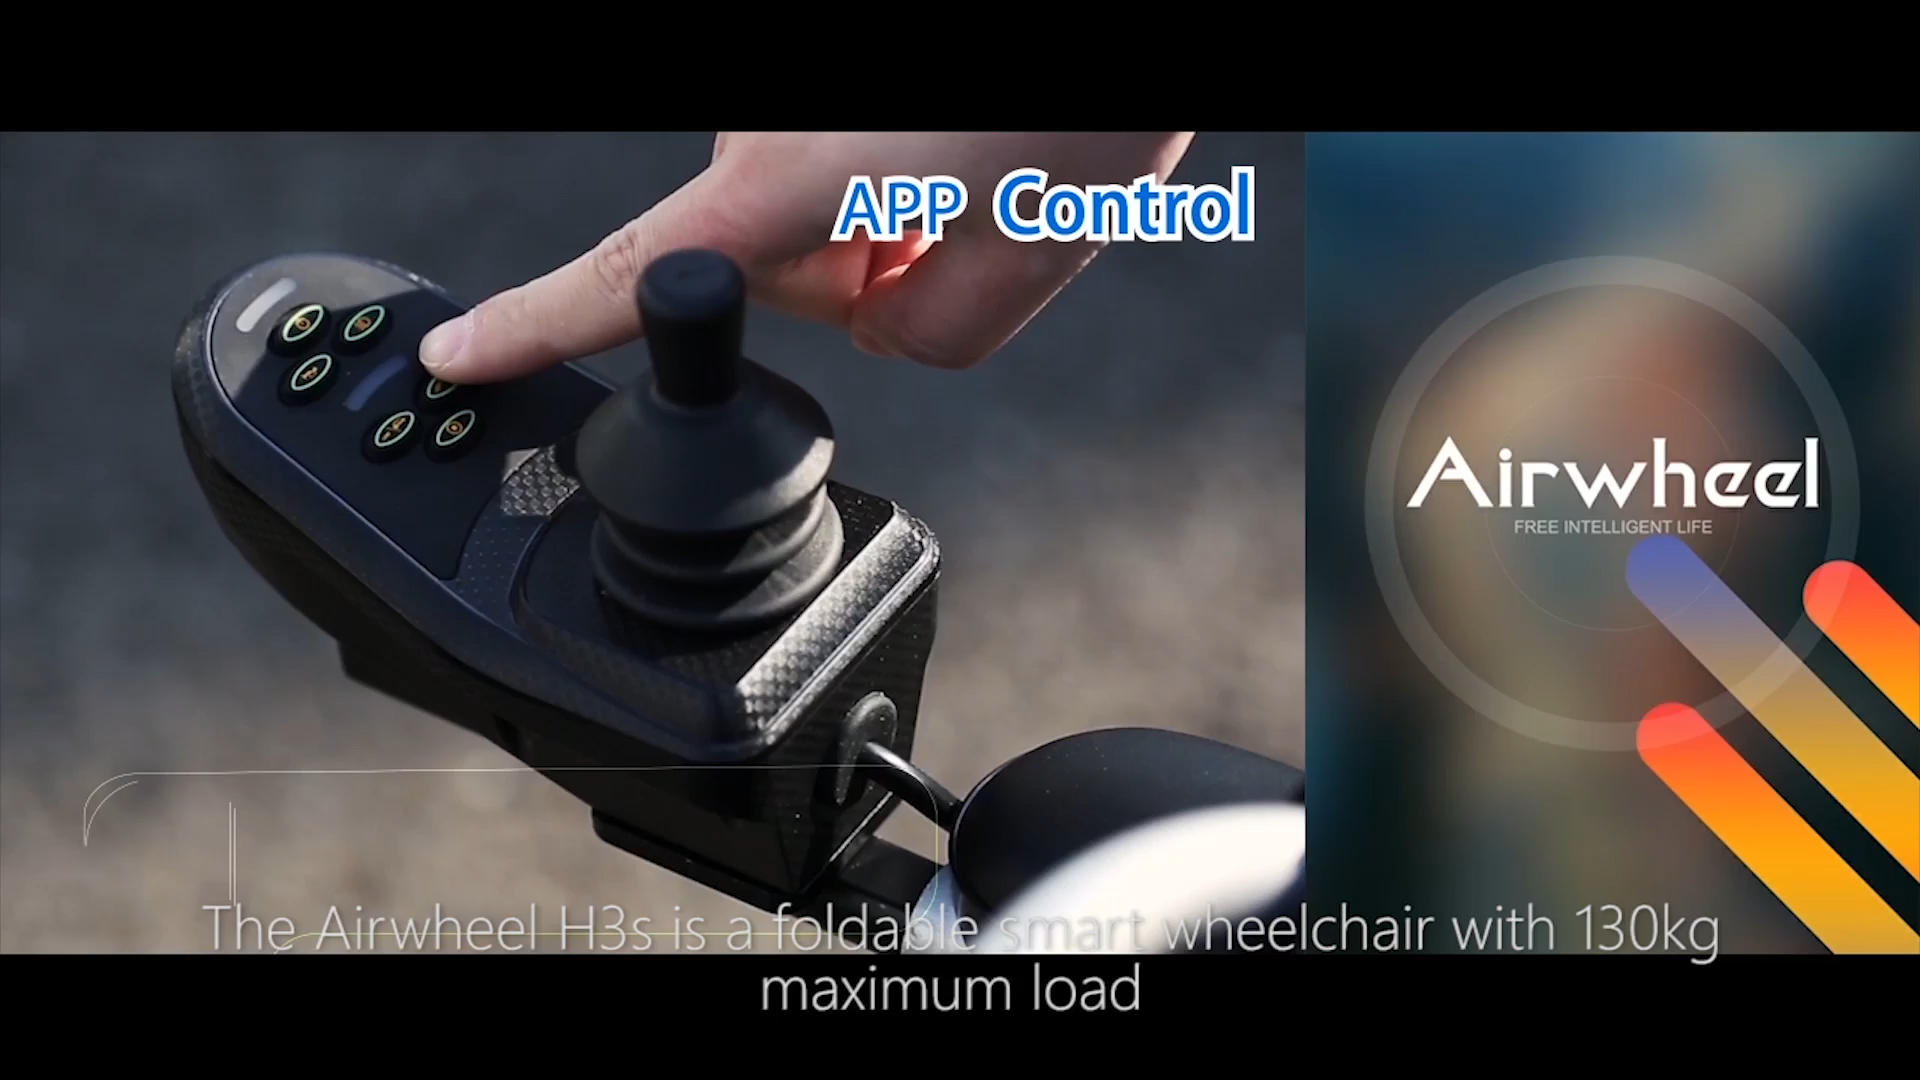 APP Control
Airwheel
FREE INTELLIGENT LIFE
The Airwheel H3s is a foldable smart wheelchair with 130kg
maximum load